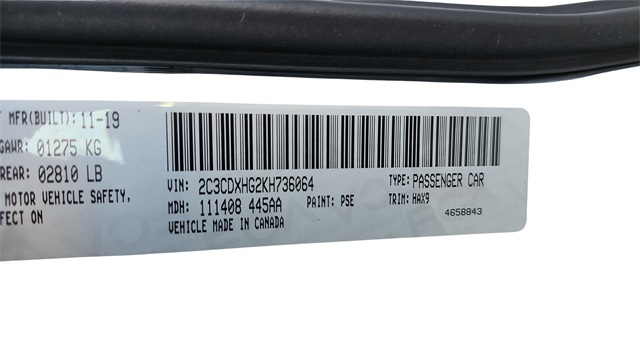 MFR(BUILT): 11-19
GAWR: 01275 KG
REAR: 02810 LB
MOTOR VEHICLE SAFETY,
FECT ON
VIN: 2C3CDXHG2KH736064 TYPE: PASSENGER CAR
MDH: 111408 445AA PAINT: PSE TRIM: HAX9
VEHICLE MADE IN CANADA 4658843